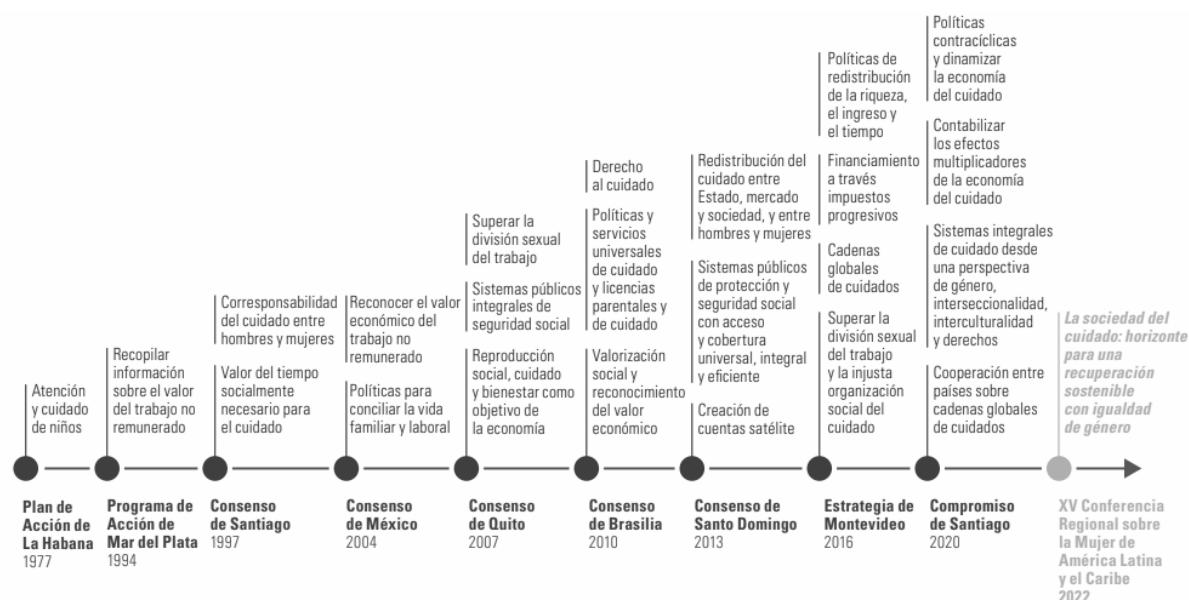 Atención
y cuidado
de niños
Plan de
Acción de
La Habana
1977
Recopilar
información
sobre el valor
del trabajo no
remunerado
Programa de
Acción de
Mar del Plata
1994
Corresponsabilidad
del cuidado entre
hombres y mujeres
Valor del tiempo
socialmente
necesario para
el cuidado
Consenso
de Santiago
1997
Reconocer el valor
económico del
trabajo no
remunerado
Políticas para
conciliar la vida
familiar y laboral
Consenso
de México
2004
Superar la
división sexual
del trabajo
Sistemas públicos
integrales de
seguridad social
Reproducción
social, cuidado
y bienestar como
objetivo de
la economía
Consenso
de Quito
2007
Derecho
al cuidado
Políticas y
servicios
universales
de cuidado
y licencias
parentales y
de cuidado
Valorización
social y
reconocimiento
del valor
económico
Consenso
de Brasilia
2010
Redistribución del
cuidado entre
Estado, mercado
y sociedad, y entre
hombres y mujeres
Sistemas públicos
de protección y
seguridad social
con acceso
y cobertura
universal, integral
y eficiente
Creación de
cuentas satélite
Consenso de
Santo Domingo
2013
Políticas de
redistribución
de la riqueza,
el ingreso y
el tiempo
Financiamiento
a través
impuestos
progresivos
Cadenas
globales
de cuidados
Superar la
división sexual
del trabajo
y la injusta
organización
social del
cuidado
Estrategia de
Montevideo
2016
Políticas
contracíclicas
y dinamizar
la economía
del cuidado
Contabilizar
los efectos
multiplicadores
de la economía
del cuidado
Sistemas integrales
de cuidado desde
una perspectiva
de género,
interseccionalidad,
interculturalidad
y derechos
Cooperación entre
países sobre
cadenas globales
de cuidados
Compromiso
de Santiago
2020
La sociedad del
cuidado: horizonte
para una
recuperación
sostenible
con igualdad
de género
XV Conferencia
Regional sobre
la Mujer de
América Latina
y el Caribe
2022